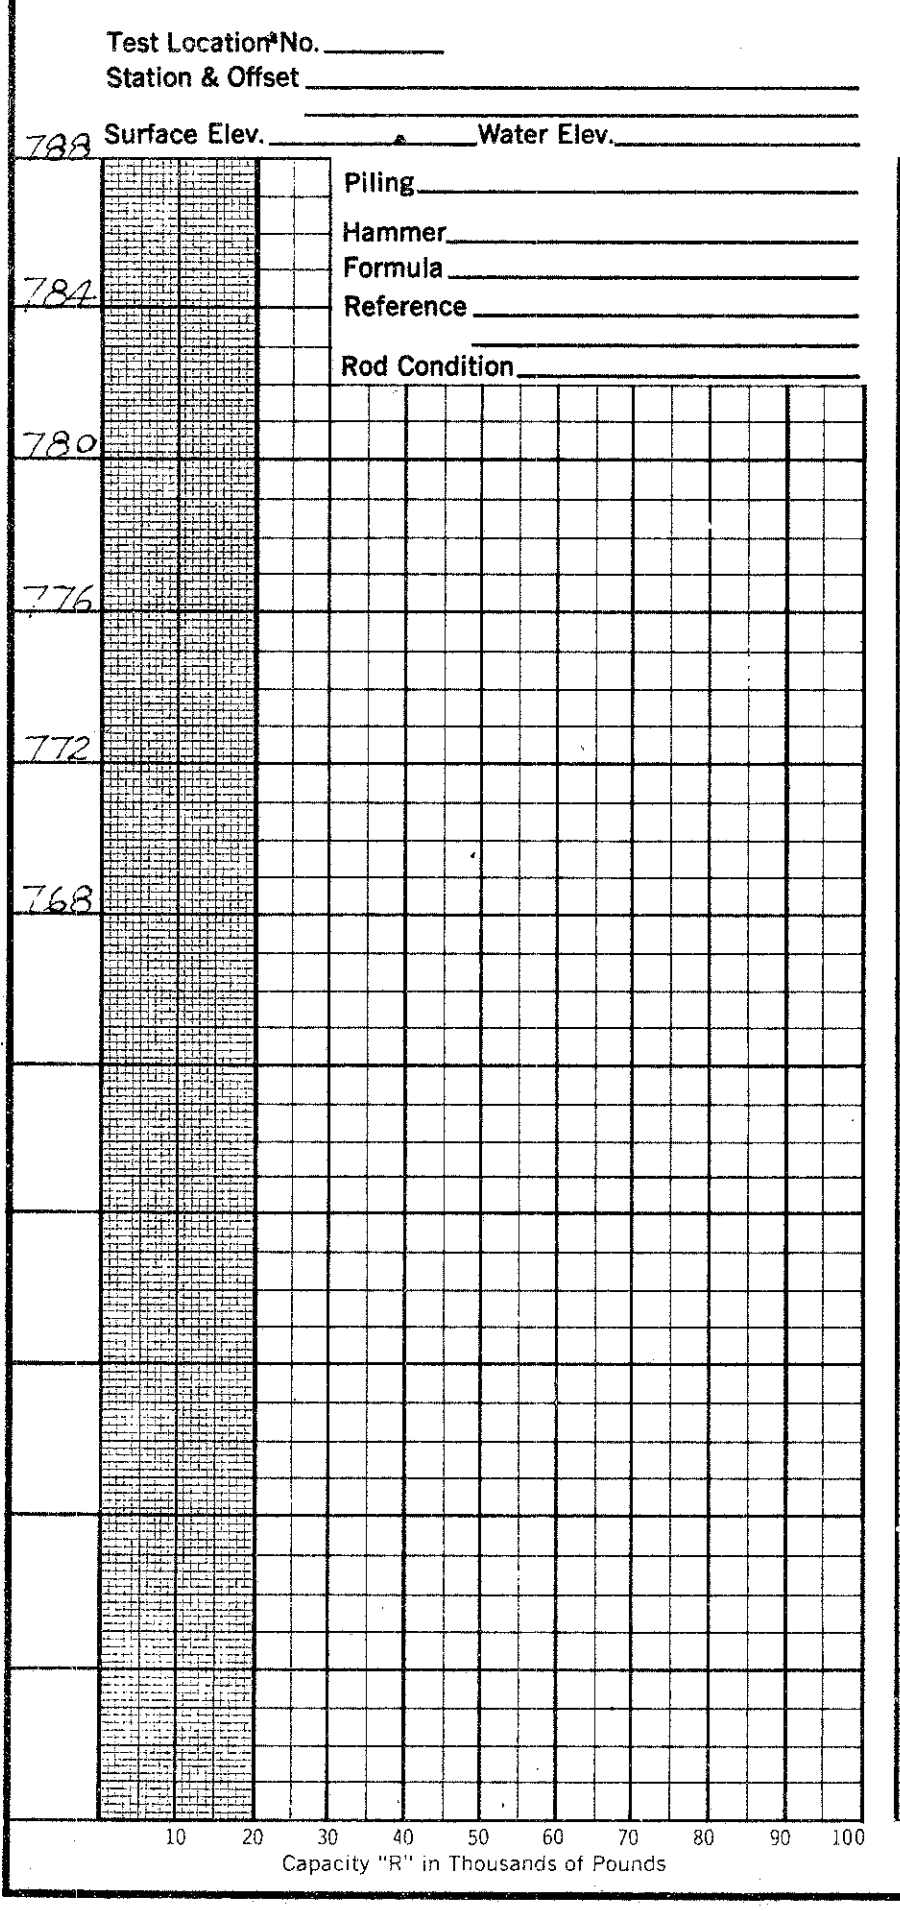 Test Location No.
Station & Offset
788 Surface Elev. Water Elev.
Piling
Hammer
Formula
784
Reference
Rod Condition
780
776
772
768
10 20 30 40 50 60 70 80 90 100
Capacity "R" in Thousands of Pounds